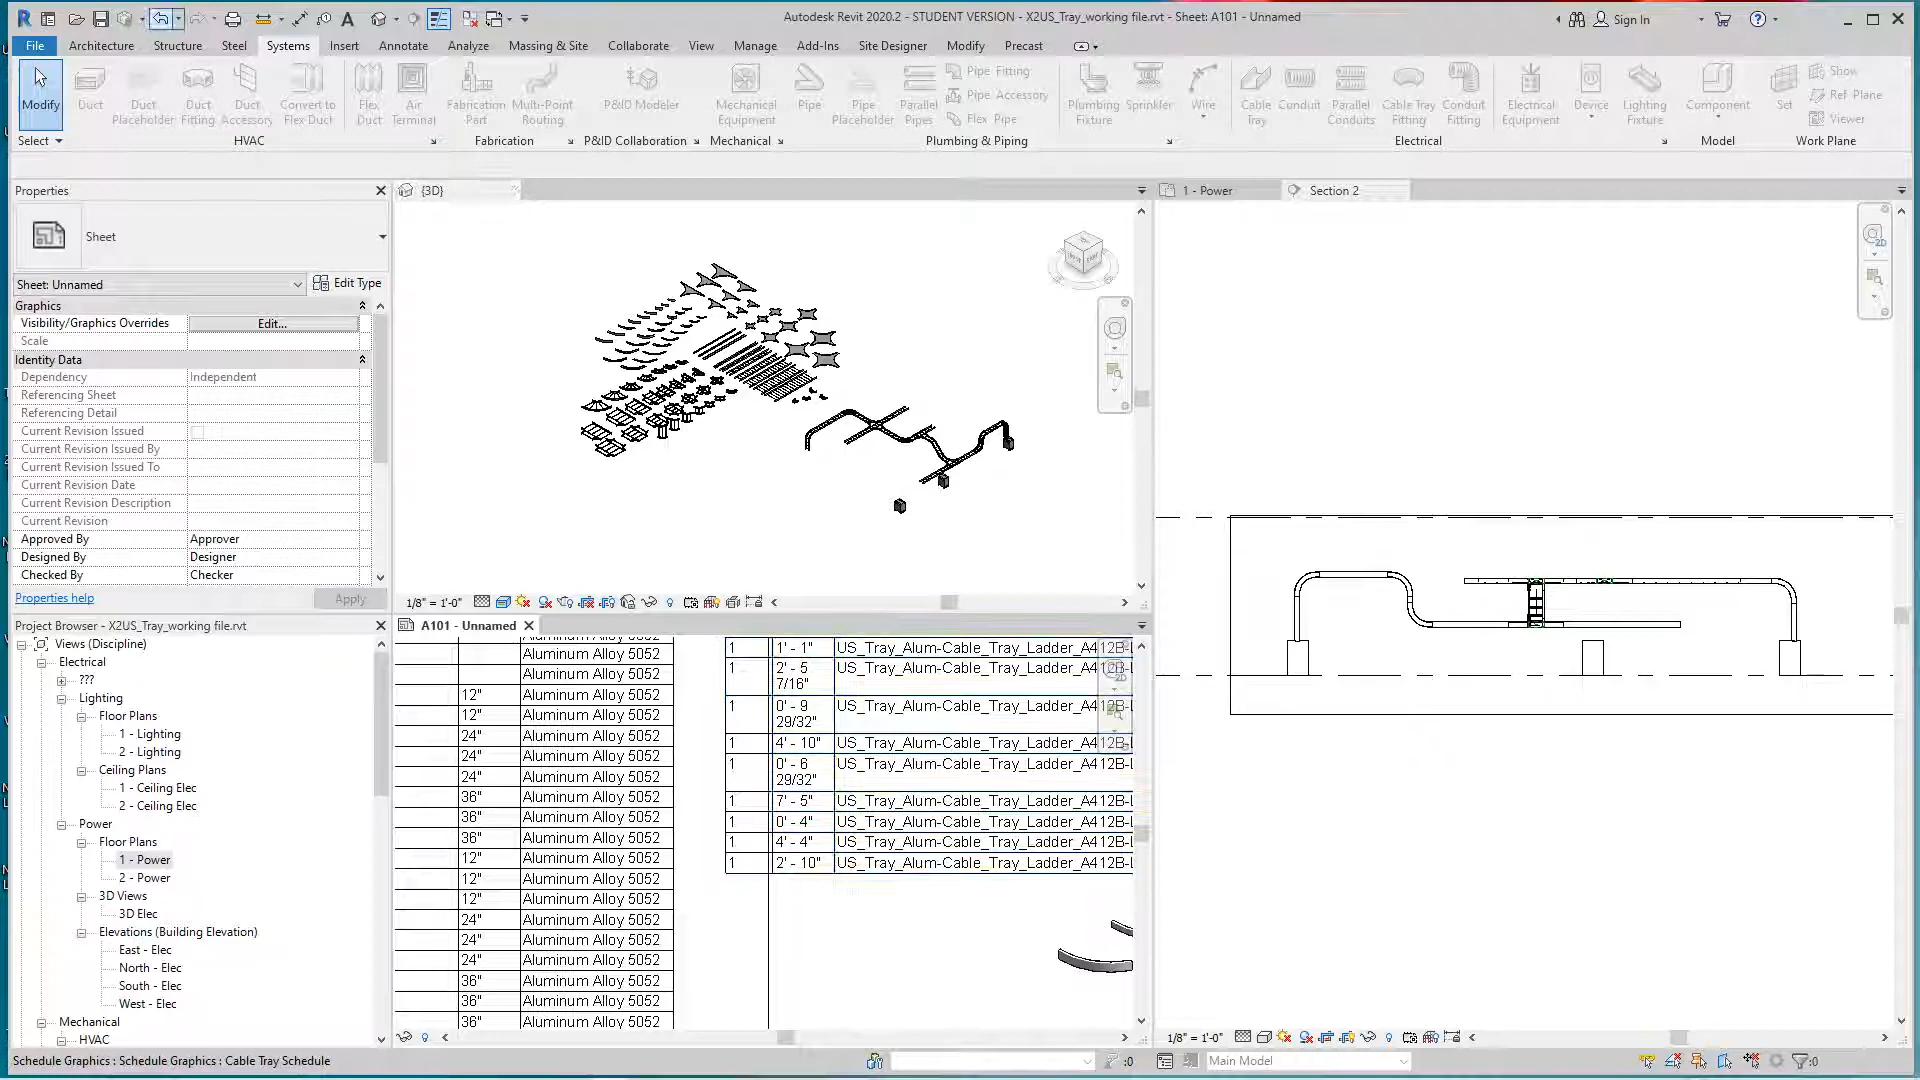 Autodesk Revit 2020.2 - STUDENT VERSION - X2US_Tray_working file.rvt - Sheet: A101 - Unnamed
Sign In
File Architecture Structure Steel Systems Insert Annotate Analyze Massing & Site Collaborate View Manage Add-Ins Site Designer Modify Precast
Modify
Duct
Duct Placeholder
Duct Fitting
Duct Accessory
Convert to Flex Duct
Flex Duct
Air Terminal
Fabrication Part
Multi-Point Routing
P&ID Modeler
Mechanical Equipment
Pipe
Pipe Placeholder
Parallel Pipes
Pipe Fitting
Pipe Accessory
Flex Pipe
Plumbing Fixture
Sprinkler
Wire
Cable Tray
Conduit
Parallel Conduits
Cable Tray Fitting
Conduit Fitting
Electrical Equipment
Device
Lighting Fixture
Component
Set
Show
Ref Plane
Viewer
Select HVAC Fabrication P&ID Collaboration Mechanical Plumbing & Piping Electrical Model Work Plane
Properties
Sheet
Sheet: Unnamed
Edit Type
Graphics
Visibility/Graphics Overrides Edit...
Scale
Identity Data
Dependency Independent
Referencing Sheet
Referencing Detail
Current Revision Issued
Current Revision Issued By
Current Revision Issued To
Current Revision Date
Current Revision Description
Current Revision
Approved By Approver
Designed By Designer
Checked By Checker
Properties help
Apply
Project Browser - X2US_Tray_working file.rvt
Views (Discipline)
Electrical
???
Lighting
Floor Plans
1 - Lighting
2 - Lighting
Ceiling Plans
1 - Ceiling Elec
2 - Ceiling Elec
Power
Floor Plans
1 - Power
2 - Power
3D Views
3D Elec
Elevations (Building Elevation)
East - Elec
North - Elec
South - Elec
West - Elec
Mechanical
HVAC
{3D}
1/8" = 1'-0"
A101 - Unnamed
Aluminum Alloy 5052
Aluminum Alloy 5052
Aluminum Alloy 5052
12" Aluminum Alloy 5052
12" Aluminum Alloy 5052
24" Aluminum Alloy 5052
24" Aluminum Alloy 5052
24" Aluminum Alloy 5052
36" Aluminum Alloy 5052
36" Aluminum Alloy 5052
36" Aluminum Alloy 5052
12" Aluminum Alloy 5052
12" Aluminum Alloy 5052
12" Aluminum Alloy 5052
24" Aluminum Alloy 5052
24" Aluminum Alloy 5052
24" Aluminum Alloy 5052
36" Aluminum Alloy 5052
36" Aluminum Alloy 5052
36" Aluminum Alloy 5052
1 1' - 1" US_Tray_Alum-Cable_Tray_Ladder_A412B-L
1 2' - 5 US_Tray_Alum-Cable_Tray_Ladder_A412B-L
7/16"
1 0' - 9 US_Tray_Alum-Cable_Tray_Ladder_A412B-L
29/32"
1 4' - 10" US_Tray_Alum-Cable_Tray_Ladder_A412B-L
1 0' - 6 US_Tray_Alum-Cable_Tray_Ladder_A412B-L
29/32"
1 7' - 5" US_Tray_Alum-Cable_Tray_Ladder_A412B-L
1 0' - 4" US_Tray_Alum-Cable_Tray_Ladder_A412B-L
1 4' - 4" US_Tray_Alum-Cable_Tray_Ladder_A412B-L
1 2' - 10" US_Tray_Alum-Cable_Tray_Ladder_A412B-L
1 - Power
Section 2
2D
1/8" = 1'-0"
Schedule Graphics : Schedule Graphics : Cable Tray Schedule
:0
Main Model
:0